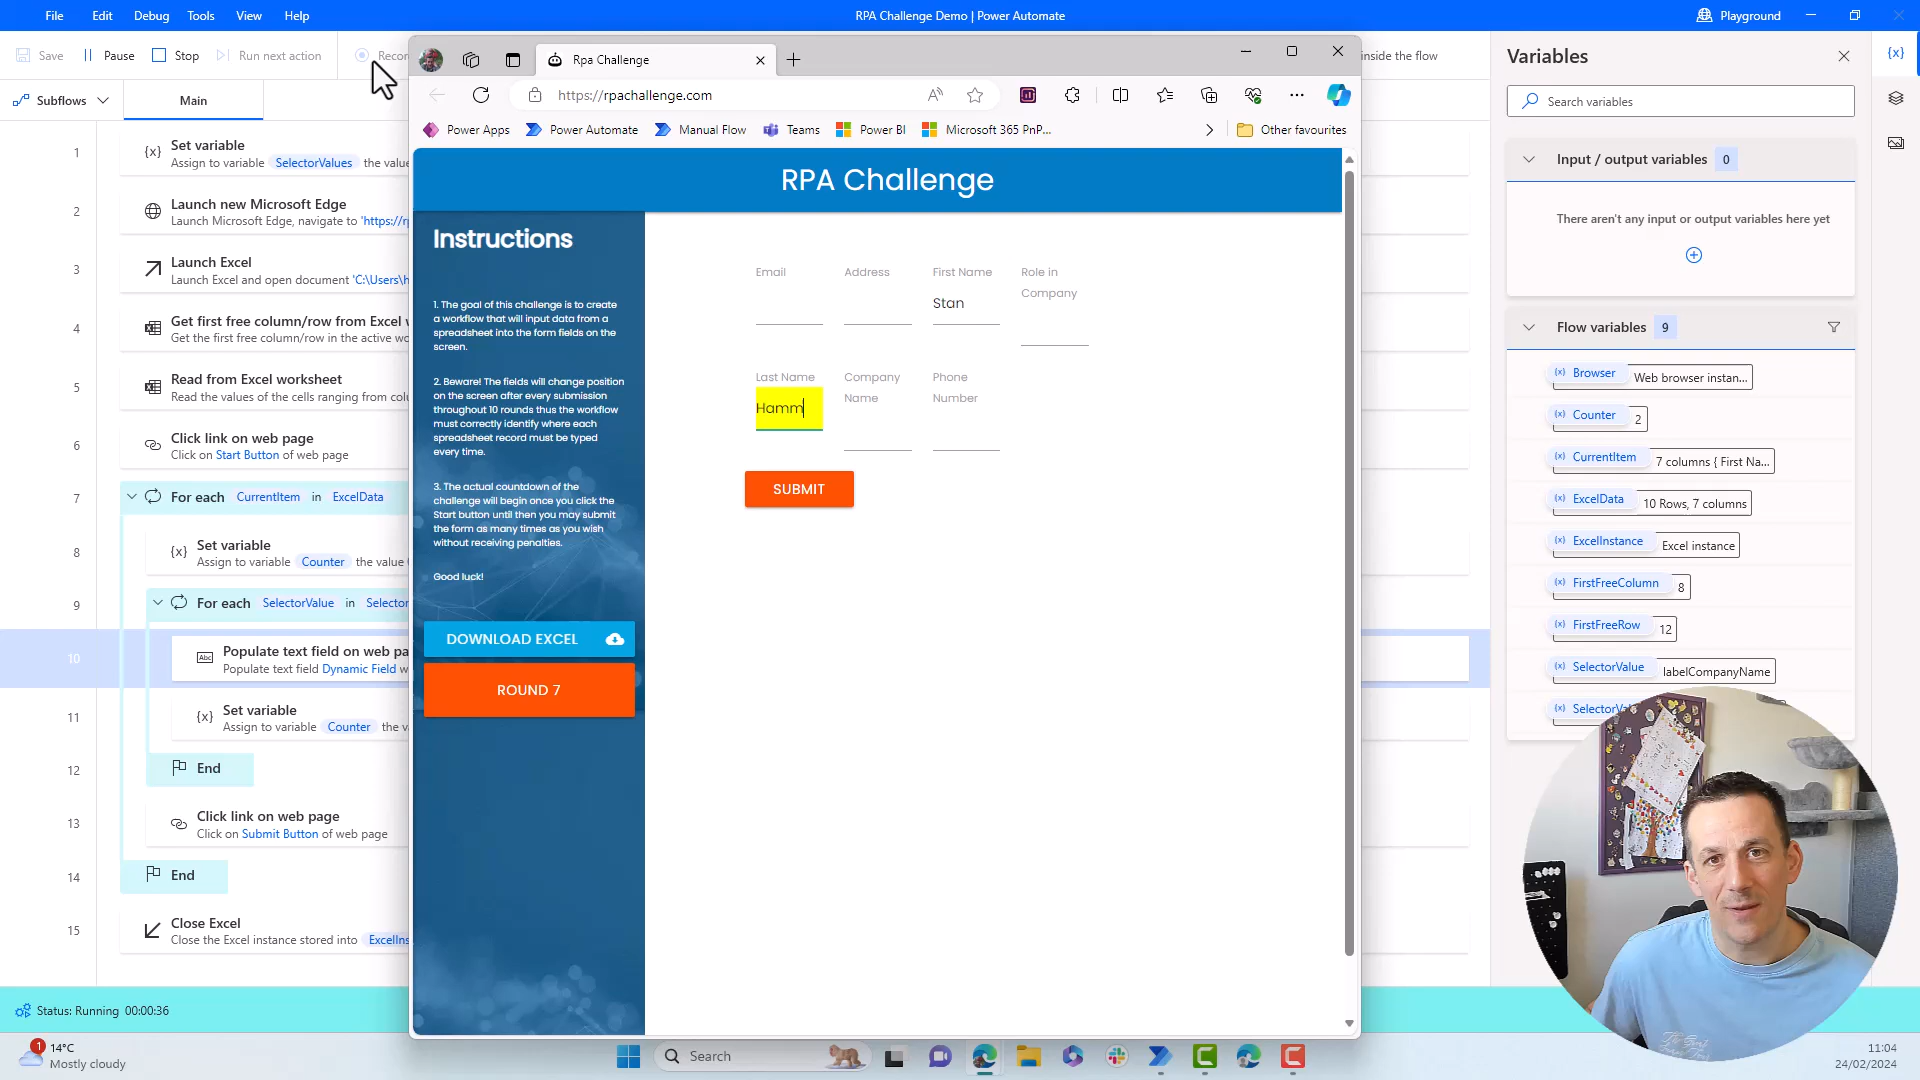 File Edit Debug Tools View Help
RPA Challenge Demo | Power Automate
Playground
Save Pause Stop Run next action
Subflows Main
1 Set variable
Assign to variable SelectorValues
2 Launch new Microsoft Edge
Launch Microsoft Edge, navigate to
3 Launch Excel
Launch Excel and open document
4 Get first free column/row from Excel
Get the first free column/row in the active
5 Read from Excel worksheet
Read the values of the cells ranging from
6 Click link on web page
Click on Start Button of web page
7 For each CurrentItem in ExcelData
8 Set variable
Assign to variable Counter the value
9 For each SelectorValue in
10 Populate text field on web
Populate text field Dynamic Field
11 Set variable
Assign to variable Counter
12 End
13 Click link on web page
Click on Submit Button of web page
14 End
15 Close Excel
Close the Excel instance stored into
Status: Running 00:00:36
Rpa Challenge
https://rpachallenge.com
Power Apps Power Automate Manual Flow Teams Power BI Microsoft 365 PnP... Other favourites
RPA Challenge
Instructions
1. The goal of this challenge is to create
a workflow that will input data from a
spreadsheet into the form fields on the
screen.
2. Beware! The fields will change position
on the screen after every submission
throughout 10 rounds thus the workflow
must correctly identify where each
spreadsheet record must be typed
every time.
3. The actual countdown of the
challenge will begin once you click the
Start button until then you may submit
the form as many times as you wish
without receiving penalties.
Good luck!
DOWNLOAD EXCEL
ROUND 7
Email Address First Name Role in
Company
Stan
Last Name Company
Name
Phone
Number
Hamm
SUBMIT
inside the flow
Variables
Search variables
Input / output variables 0
There aren't any input or output variables here yet
Flow variables 9
Browser Web browser instan...
Counter 2
CurrentItem 7 columns { First Na...
ExcelData 10 Rows, 7 columns
ExcelInstance Excel instance
FirstFreeColumn 8
FirstFreeRow 12
SelectorValue labelCompanyName
1
14°C
Mostly cloudy
Search
11:04
24/02/2024